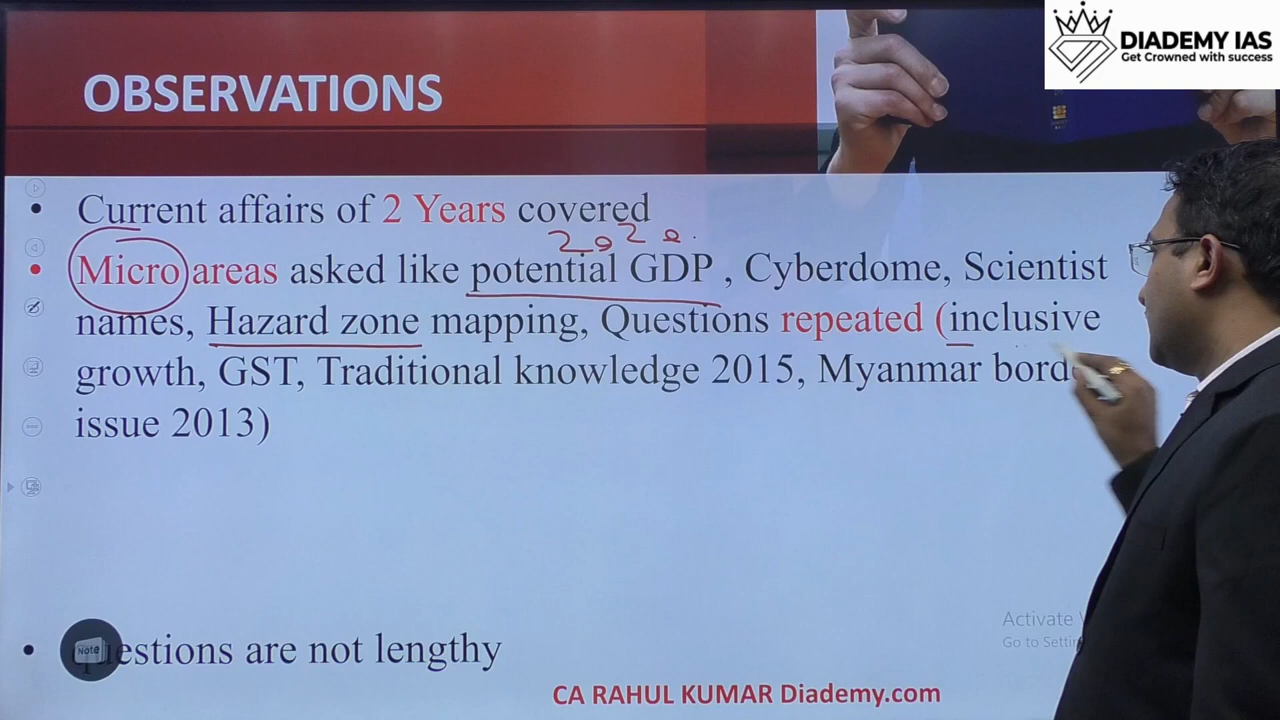 DIADEMY IAS
Get Crowned with success
OBSERVATIONS
• Current affairs of 2 Years covered
2020.
• Micro areas asked like potential GDP , Cyberdome, Scientist
names, Hazard zone mapping, Questions repeated (inclusive
growth, GST, Traditional knowledge 2015, Myanmar bord
issue 2013)
Activate
Go to Settin
Note
• questions are not lengthy
CA RAHUL KUMAR Diademy.com